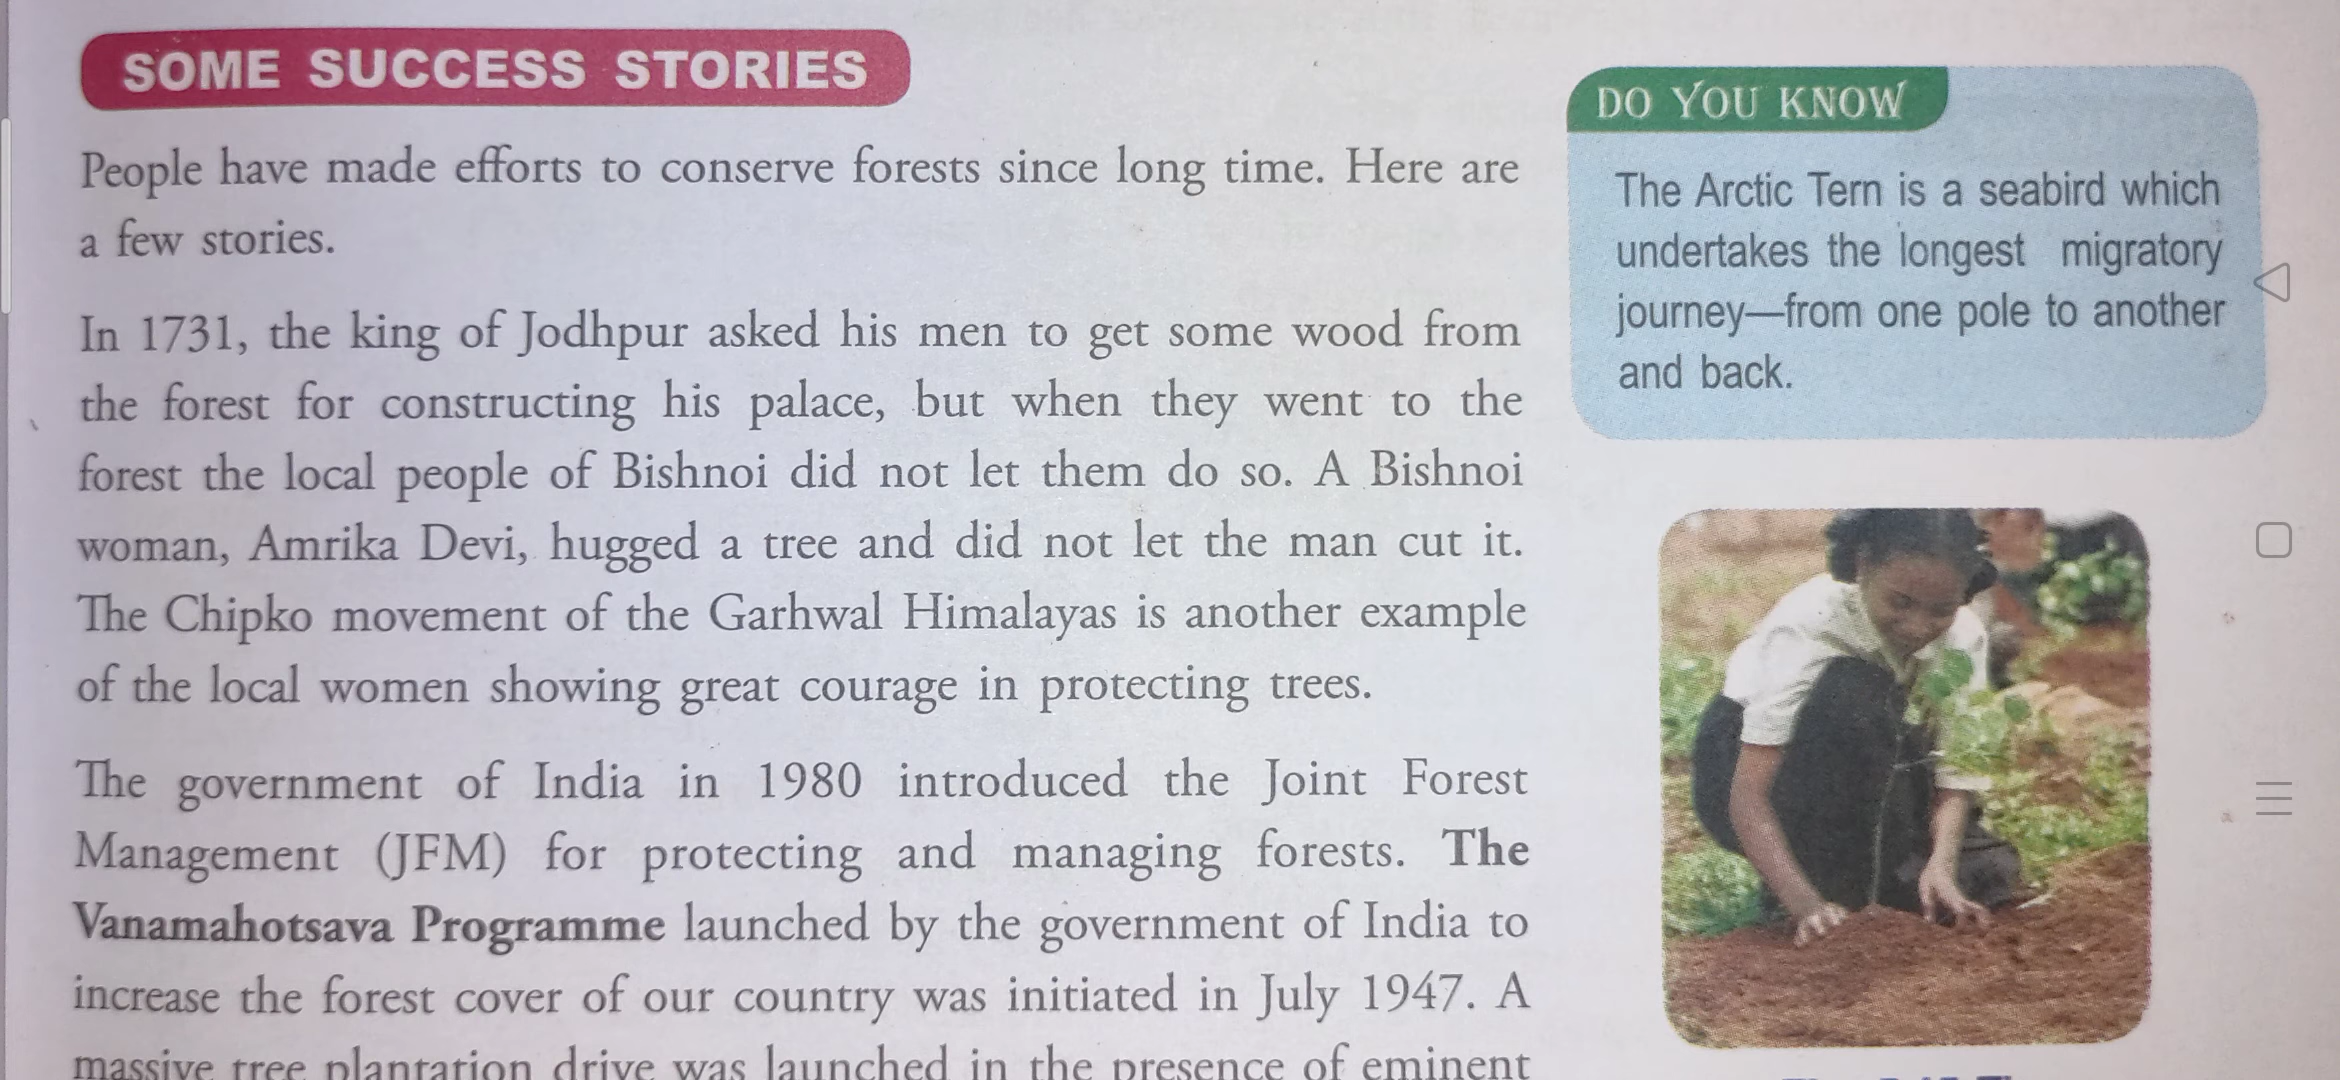 SOME SUCCESS STORIES
People have made efforts to conserve forests since long time. Here are
a few stories.
In 1731, the king of Jodhpur asked his men to get some wood from
the forest for constructing his palace, but when they went to the
forest the local people of Bishnoi did not let them do so. A Bishnoi
woman, Amrika Devi, hugged a tree and did not let the man cut it.
The Chipko movement of the Garhwal Himalayas is another example
of the local women showing great courage in protecting trees.
The government of India in 1980 introduced the Joint Forest
Management (JFM) for protecting and managing forests. The
Vanamahotsava Programme launched by the government of India to
increase the forest cover of our country was initiated in July 1947. A
massive tree plantation drive was launched in the presence of eminent
DO YOU KNOW
The Arctic Tern is a seabird which
undertakes the longest migratory
journey—from one pole to another
and back.